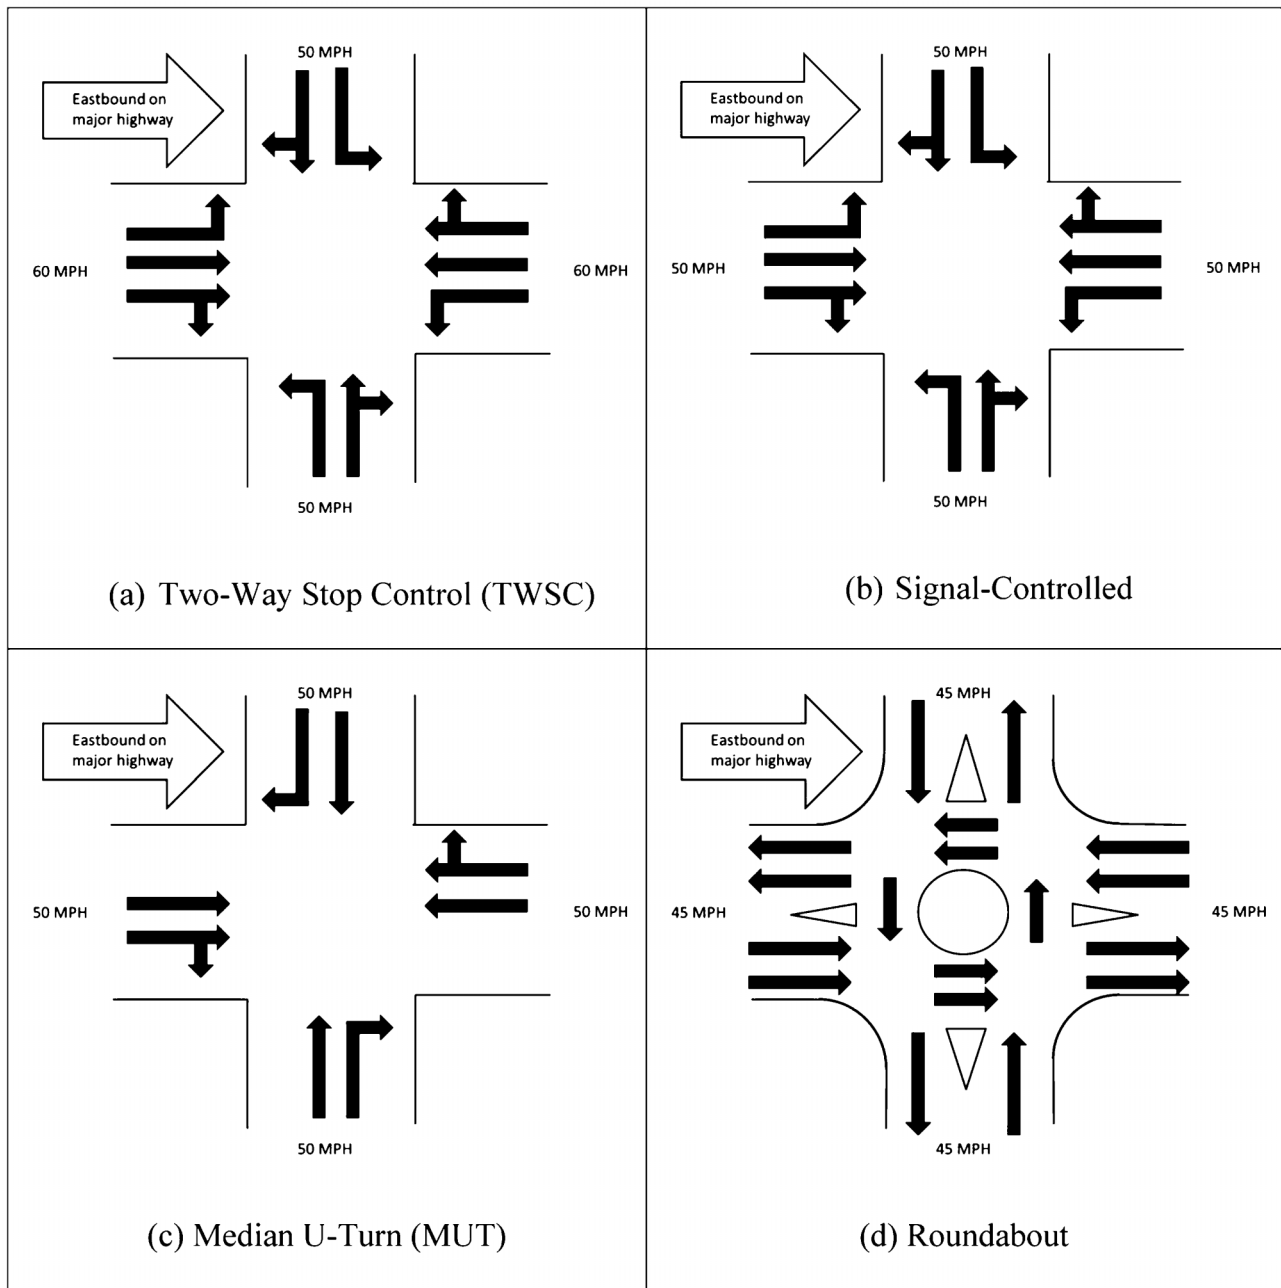 50 MPH
Eastbound on
major highway
60 MPH
60 MPH
50 MPH
(a) Two-Way Stop Control (TWSC)
50 MPH
Eastbound on
major highway
50 MPH
50 MPH
50 MPH
(b) Signal-Controlled
50 MPH
Eastbound on
major highway
50 MPH
50 MPH
50 MPH
(c) Median U-Turn (MUT)
45 MPH
Eastbound on
major highway
45 MPH
45 MPH
45 MPH
(d) Roundabout